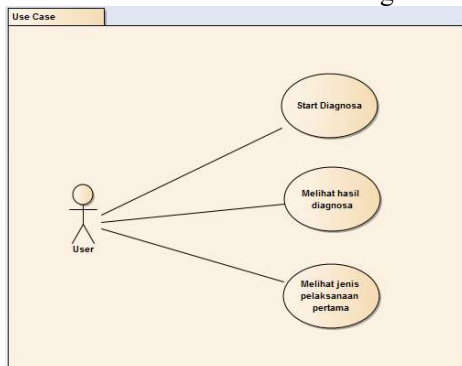 Use Case
Start Diagnosa
Melihat hasil
diagnosa
User
Melihat jenis
pelaksanaan
pertama